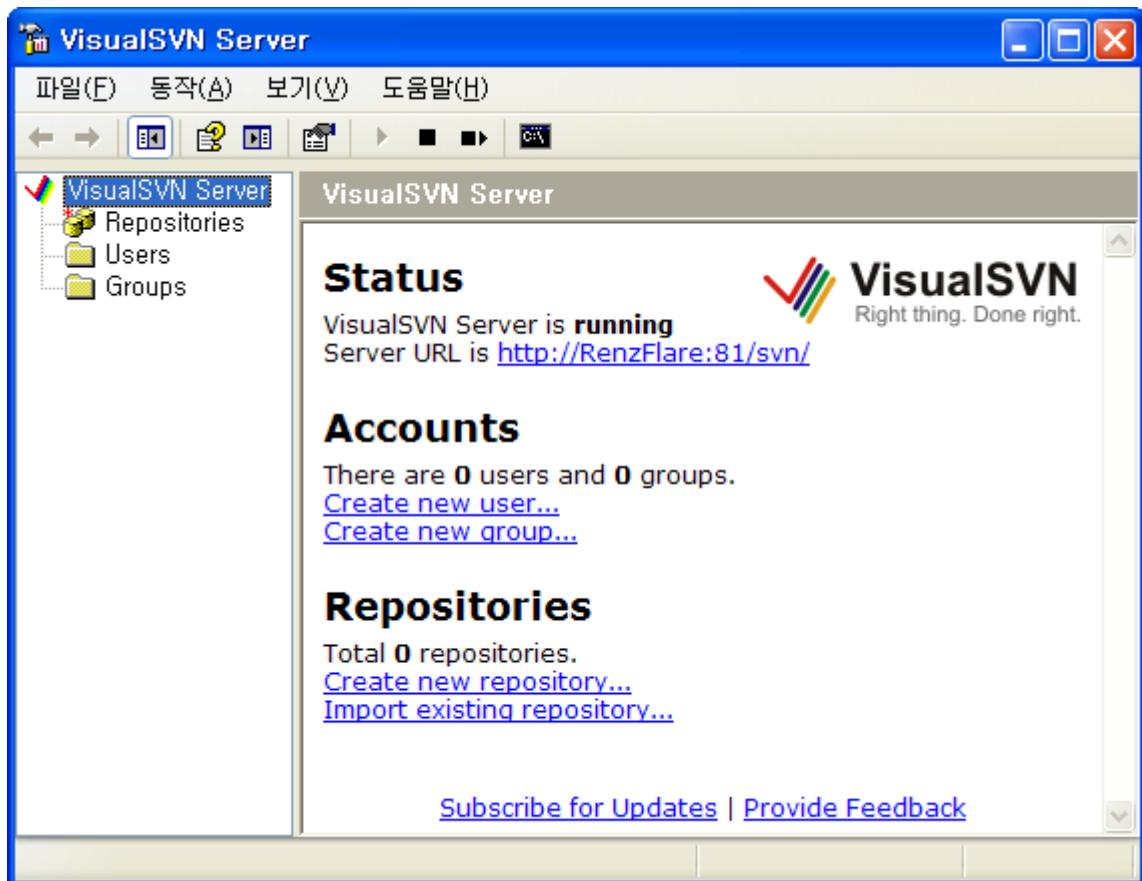 VisualSVN Server
파일(F) 동작(A) 보기(V) 도움말(H)
C:\
VisualSVN Server
Repositories
Users
Groups
VisualSVN Server
VisualSVN
Right thing. Done right.
Status
VisualSVN Server is running
Server URL is http://RenzFlare:81/svn/
Accounts
There are 0 users and 0 groups.
Create new user...
Create new group...
Repositories
Total 0 repositories.
Create new repository...
Import existing repository...
Subscribe for Updates | Provide Feedback